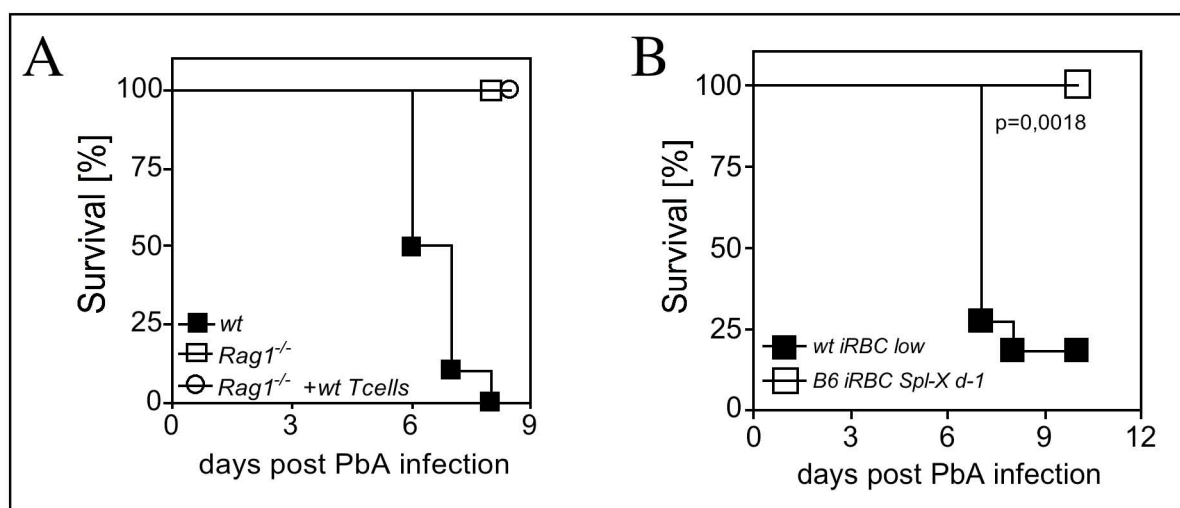 A
Survival [%]
100
75
50
25
0
wt
Rag1-/-
Rag1-/- +wt Tcells
0 3 6 9
days post PbA infection
B
Survival [%]
100
75
50
25
0
p=0,0018
wt iRBC low
B6 iRBC Spl-X d-1
0 3 6 9 12
days post PbA infection